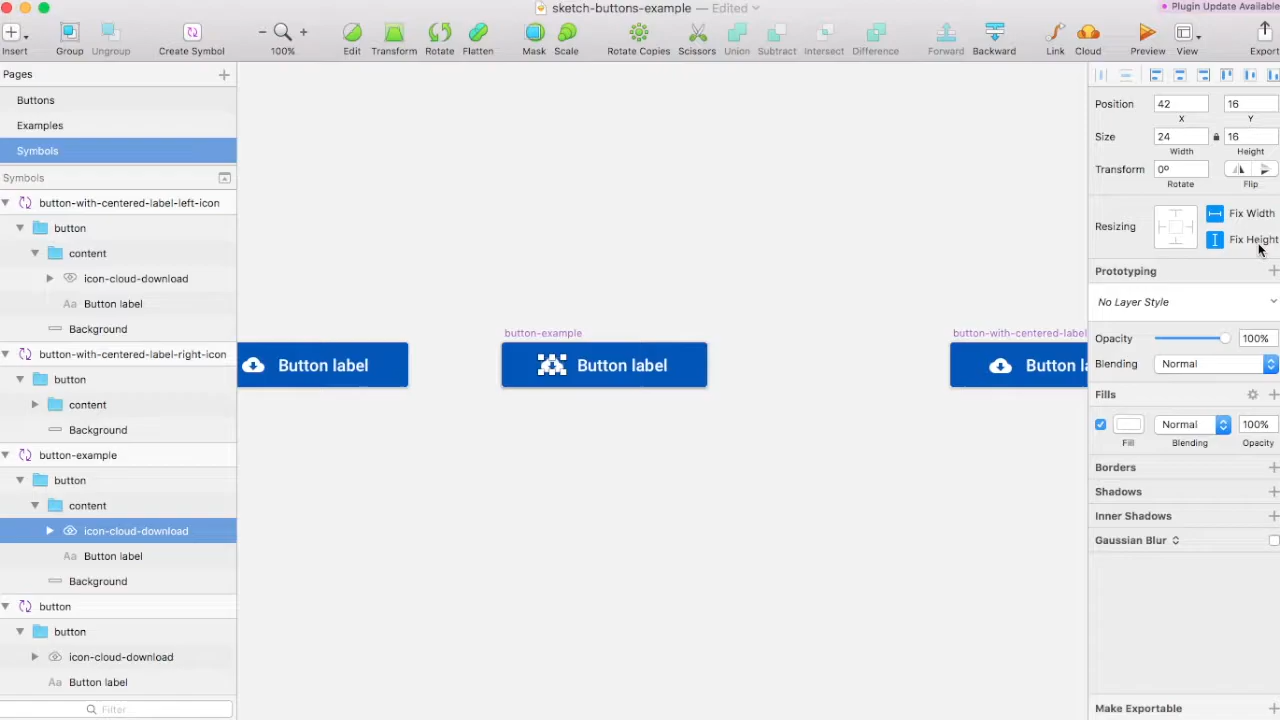 sketch-buttons-example — Edited
Plugin Update Available
Insert
Group
Ungroup
Create Symbol
100%
Edit
Transform
Rotate
Flatten
Mask
Scale
Rotate Copies
Scissors
Union
Subtract
Intersect
Difference
Forward
Backward
Link
Cloud
Preview
View
Export
Pages
Buttons
Examples
Symbols
Symbols
button-with-centered-label-left-icon
button
content
icon-cloud-download
Aa Button label
Background
button-with-centered-label-right-icon
button
content
Background
button-example
button
content
icon-cloud-download
Aa Button label
Background
button
button
icon-cloud-download
Aa Button label
Filter
Button label
button-example
Button label
button-with-centered-label
Button la
Position 42 16
X Y
Size 24 16
Width Height
Transform 0º
Rotate Flip
Resizing
Fix Width
Fix Height
Prototyping
No Layer Style
Opacity 100%
Blending Normal
Fills
Normal 100%
Fill Blending Opacity
Borders
Shadows
Inner Shadows
Gaussian Blur
Make Exportable